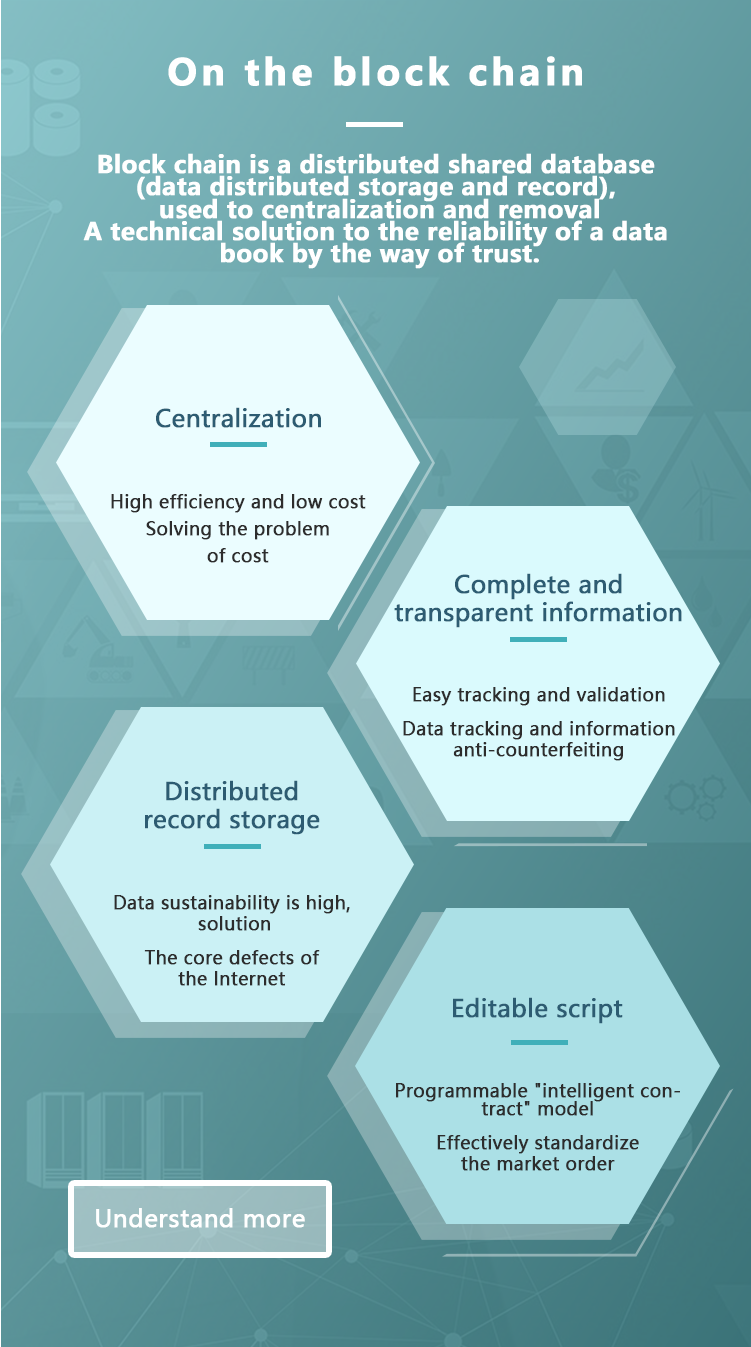 On the block chain
Block chain is a distributed shared database
(data distributed storage and record),
used to centralization and removal
A technical solution to the reliability of a data
book by the way of trust.
Centralization
High efficiency and low cost
Solving the problem
of cost
Complete and
transparent information
Easy tracking and validation
Data tracking and information
anti-counterfeiting
Distributed
record storage
Data sustainability is high,
solution
The core defects of
the Internet
Editable script
Programmable "intelligent con-
tract" model
Effectively standardize
the market order
Understand more